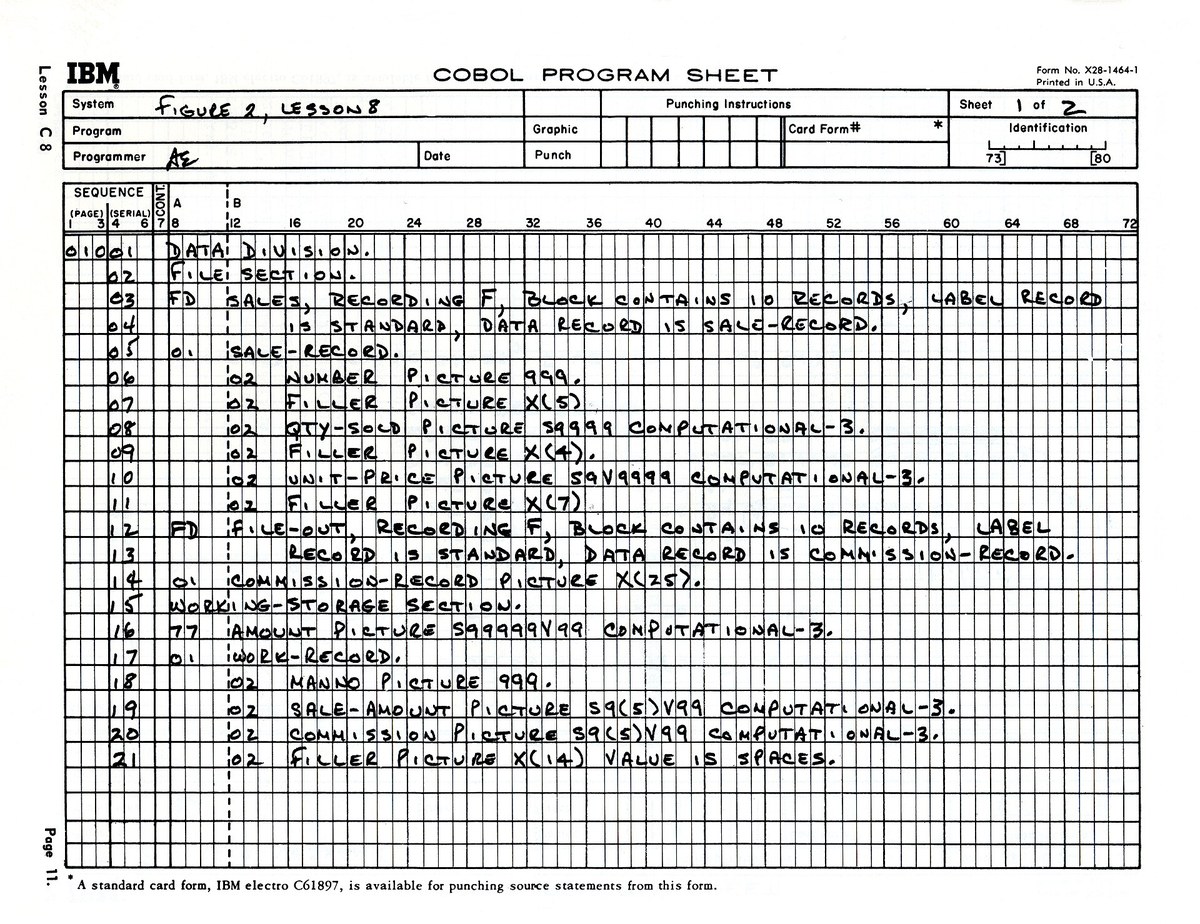 Lesson C 8
IBM
COBOL PROGRAM SHEET
Form No. X28-1464-1
Printed in U.S.A.
System FIGURE 2, LESSON 8 Punching Instructions Sheet 1 of 2
Program Graphic Card Form# * Identification
Programmer AE Date Punch 73] [80
SEQUENCE CONT. A B
(PAGE) (SERIAL)
1 3 4 6 7 8 12 16 20 24 28 32 36 40 44 48 52 56 60 64 68 72
01001 DATA DIVISION.
02 FILE SECTION.
03 FD SALES, RECORDING F, BLOCK CONTAINS 10 RECORDS, LABEL RECORD
04 IS STANDARD, DATA RECORD IS SALE-RECORD.
05 01 SALE-RECORD.
06 02 NUMBER PICTURE 999.
07 02 FILLER PICTURE X(5)
08 02 QTY-SOLD PICTURE S9999 COMPUTATIONAL-3.
09 02 FILLER PICTURE X(4).
10 02 UNIT-PRICE PICTURE S9V9999 COMPUTATIONAL-3.
11 02 FILLER PICTURE X(7)
12 FD FILE-OUT, RECORDING F, BLOCK CONTAINS 10 RECORDS, LABEL
13 RECORD IS STANDARD, DATA RECORD IS COMMISSION-RECORD.
14 01 COMMISSION-RECORD PICTURE X(25).
15 WORKING-STORAGE SECTION.
16 77 AMOUNT PICTURE S99999V99 COMPUTATIONAL-3.
17 01 WORK-RECORD.
18 02 MANNO PICTURE 999.
19 02 SALE-AMOUNT PICTURE S9(5)V99 COMPUTATIONAL-3.
20 02 COMMISSION PICTURE S9(5)V99 COMPUTATIONAL-3.
21 02 FILLER PICTURE X(14) VALUE IS SPACES.
Page 11.
* A standard card form, IBM electro C61897, is available for punching source statements from this form.